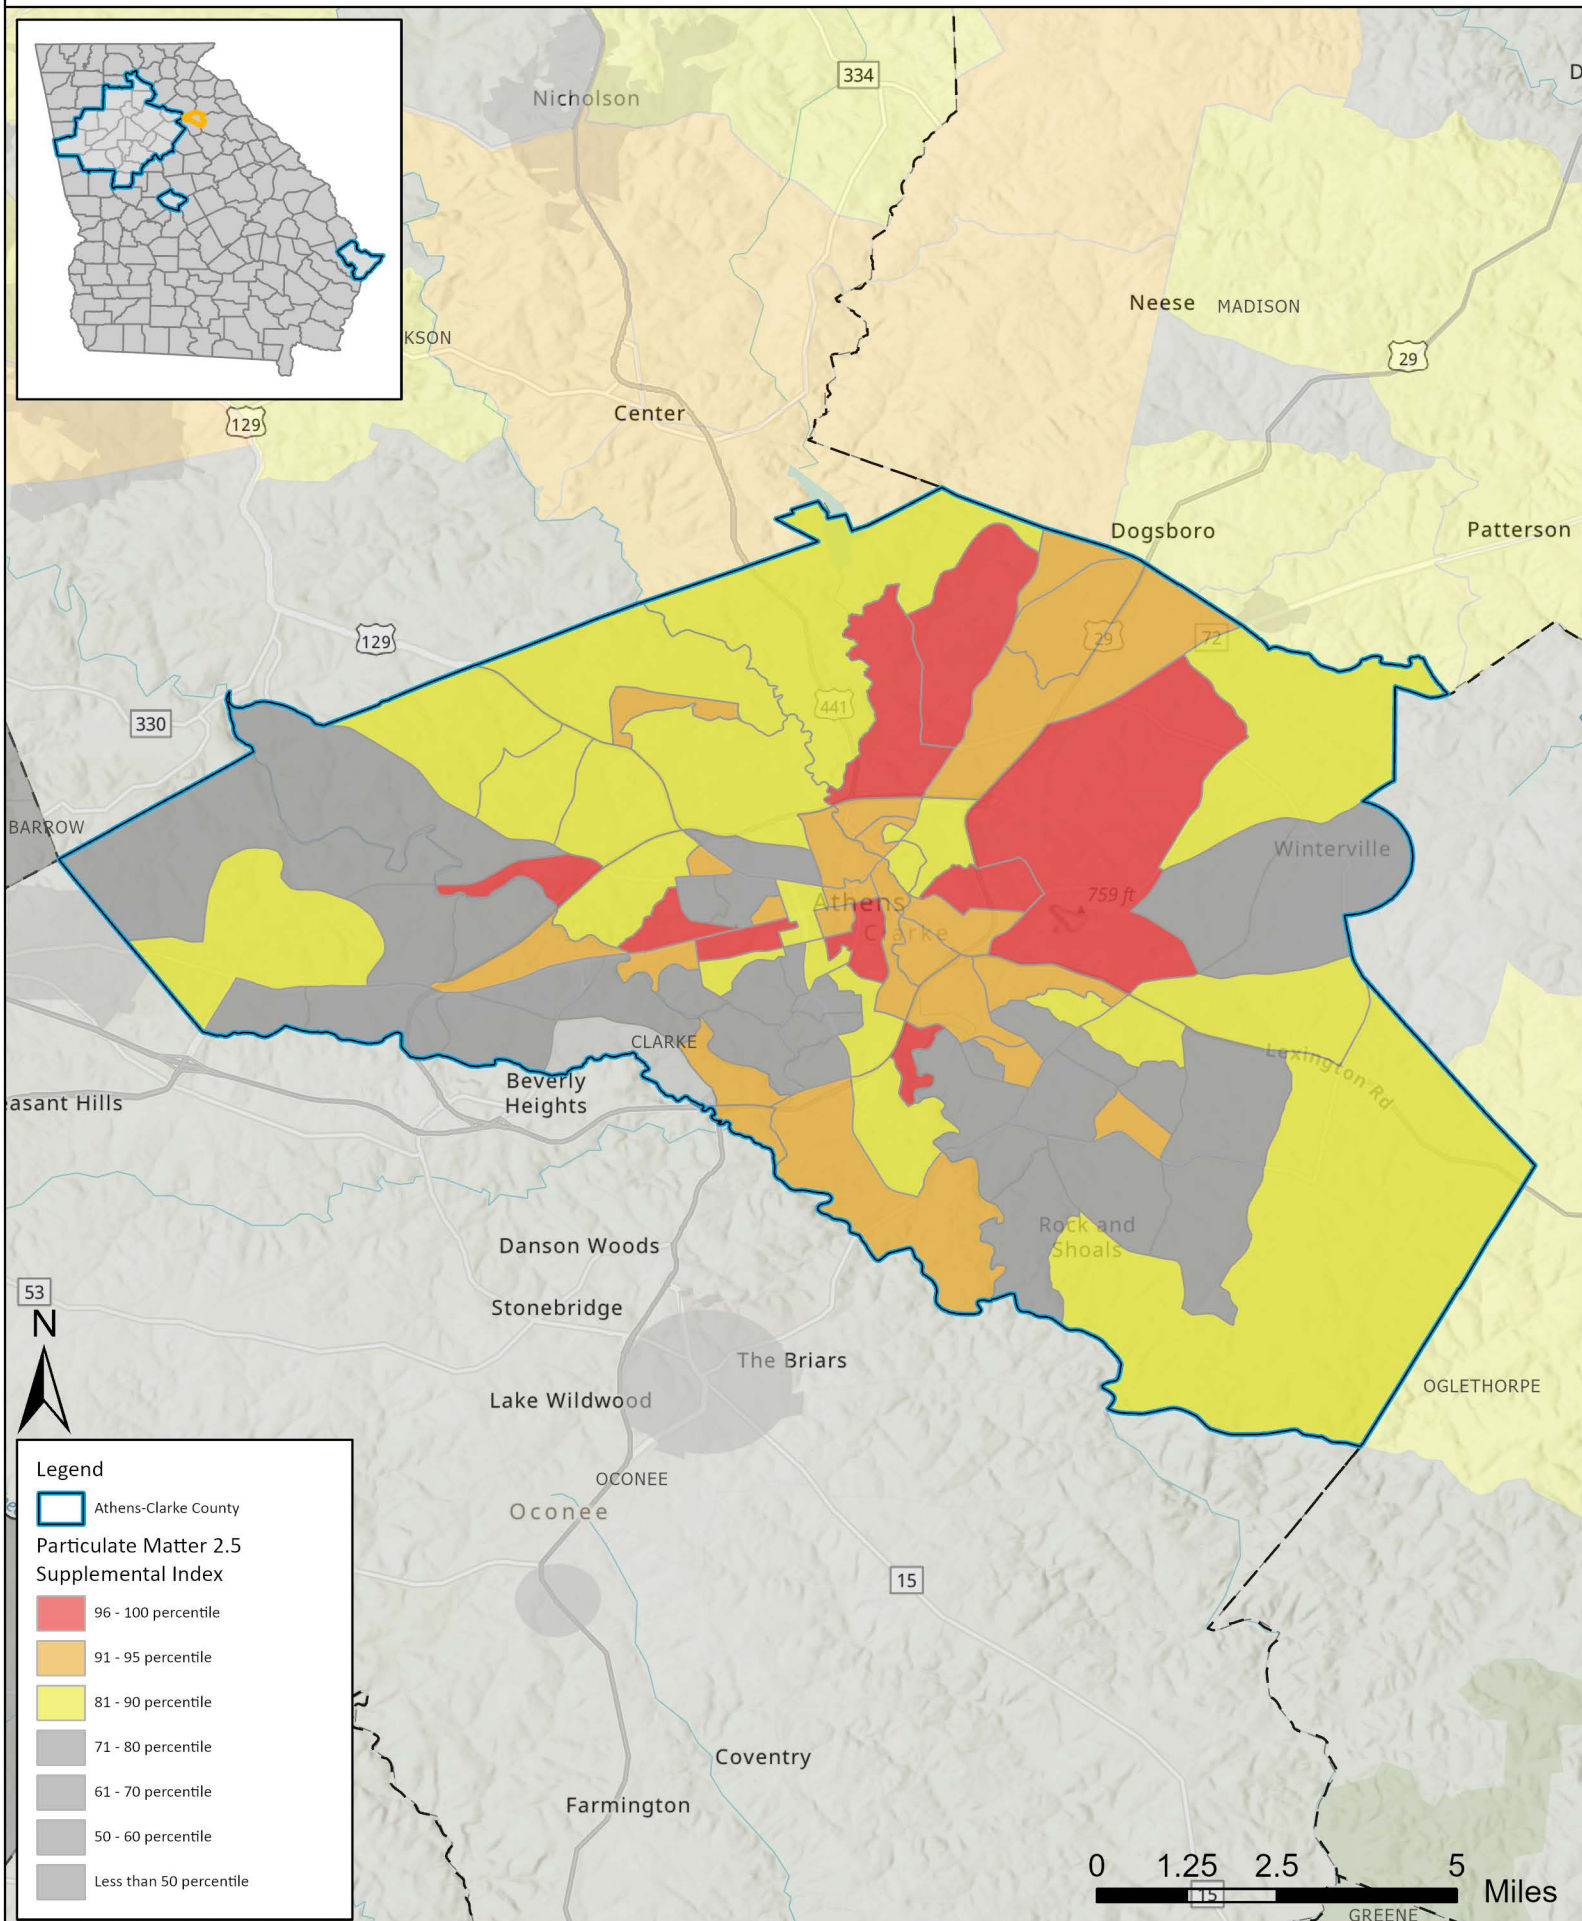 Nicholson
334
D
Neese MADISON
29
KSON
Center
129
Dogsboro
Patterson
129
29
72
330
441
BARROW
Winterville
759 ft
Athens
Clarke
CLARKE
Lexington Rd
Beverly
Heights
easant Hills
Rock and
Shoals
Danson Woods
53
Stonebridge
N
The Briars
Lake Wildwood
OGLETHORPE
OCONEE
Oconee
15
Coventry
Farmington
Legend
Athens-Clarke County
Particulate Matter 2.5
Supplemental Index
96 - 100 percentile
91 - 95 percentile
81 - 90 percentile
71 - 80 percentile
61 - 70 percentile
50 - 60 percentile
Less than 50 percentile
0 1.25 2.5 5
Miles
15
GREENE